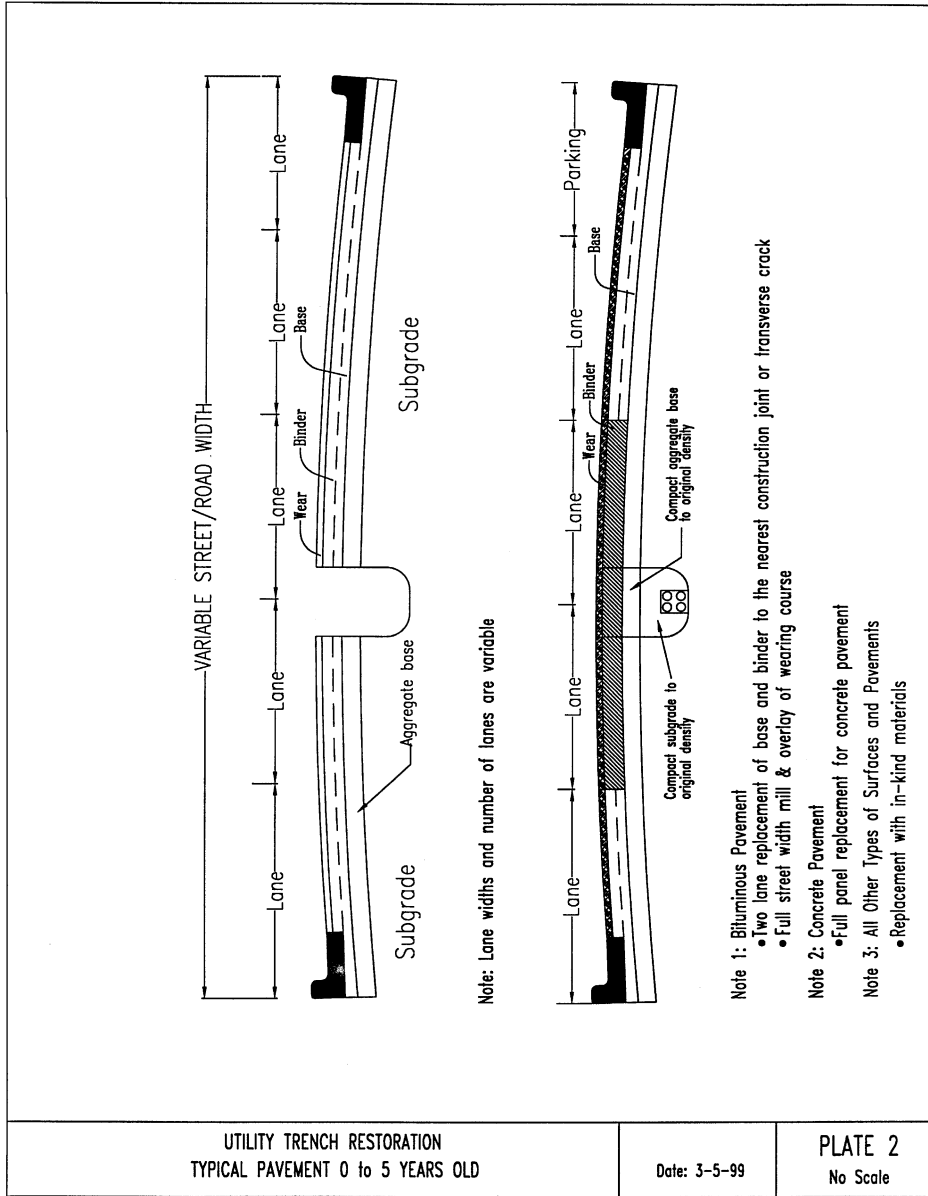 VARIABLE STREET/ROAD WIDTH
Lane
Lane
Lane
Lane
Lane
Wear
Binder
Base
Subgrade
Aggregate base
Subgrade
Note: Lane widths and number of lanes are variable
Lane
Lane
Lane
Lane
Parking
Wear
Binder
Base
Compact subgrade to
original density
Compact aggregate base
to original density
Note 1: Bituminous Pavement
•Two lane replacement of base and binder to the nearest construction joint or transverse crack
•Full street width mill & overlay of wearing course
Note 2: Concrete Pavement
•Full panel replacement for concrete pavement
Note 3: All Other Types of Surfaces and Pavements
•Replacement with in-kind materials
UTILITY TRENCH RESTORATION
TYPICAL PAVEMENT 0 to 5 YEARS OLD
Date: 3-5-99
PLATE 2
No Scale